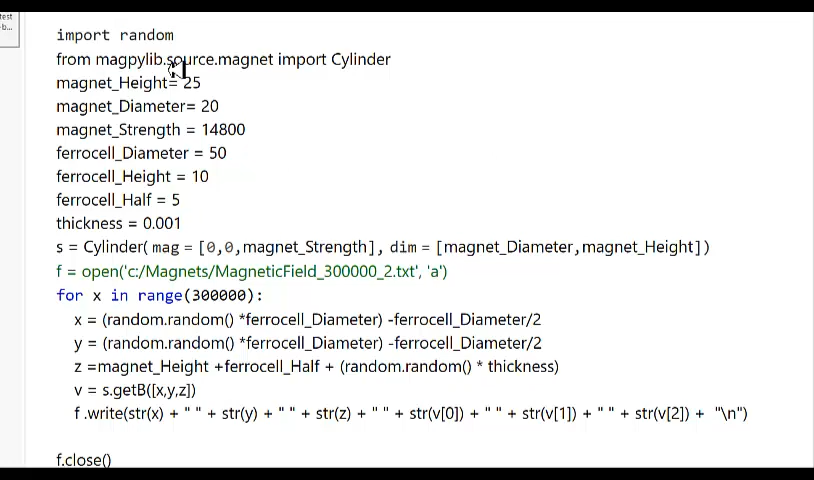 test
-b...
import random
from magpylib.source.magnet import Cylinder
magnet_Height= 25
magnet_Diameter= 20
magnet_Strength = 14800
ferrocell_Diameter = 50
ferrocell_Height = 10
ferrocell_Half = 5
thickness = 0.001
s = Cylinder( mag = [0,0,magnet_Strength], dim = [magnet_Diameter,magnet_Height])
f = open('c:/Magnets/MagneticField_300000_2.txt', 'a')
for x in range(300000):
x = (random.random() *ferrocell_Diameter) -ferrocell_Diameter/2
y = (random.random() *ferrocell_Diameter) -ferrocell_Diameter/2
z =magnet_Height +ferrocell_Half + (random.random() * thickness)
v = s.getB([x,y,z])
f .write(str(x) + " " + str(y) + " " + str(z) + " " + str(v[0]) + " " + str(v[1]) + " " + str(v[2]) +  "\n")
f.close()